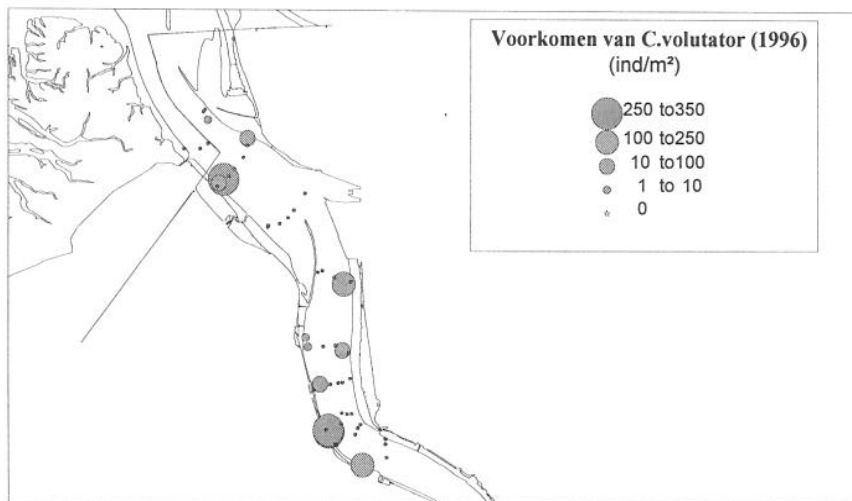 Voorkomen van C.volutator (1996)
(ind/m²)
250 to350
100 to250
10 to100
1 to 10
0